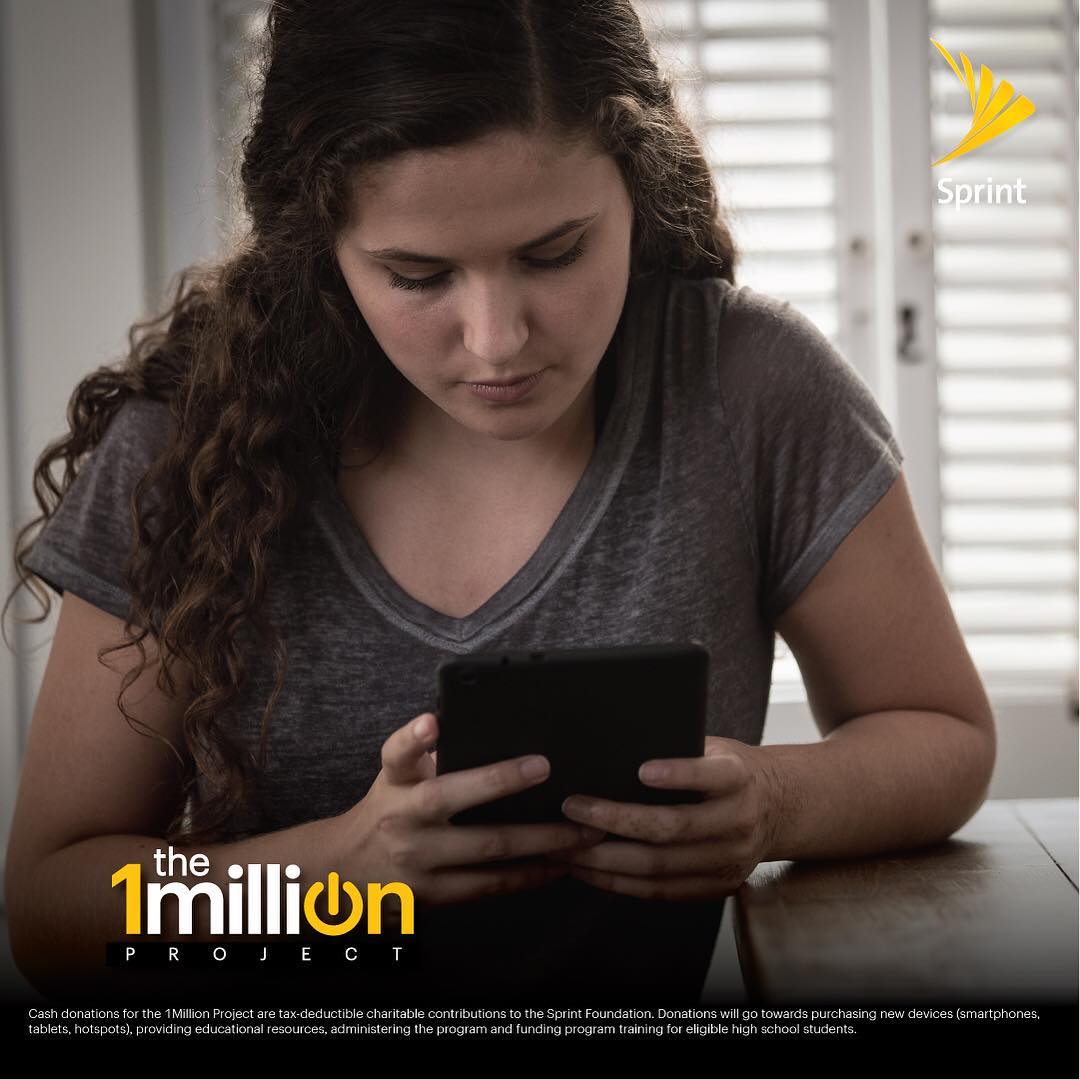 Sprint
the
1million
PROJECT
Cash donations for the 1Million Project are tax-deductible charitable contributions to the Sprint Foundation. Donations will go towards purchasing new devices (smartphones,
tablets, hotspots), providing educational resources, administering the program and funding program training for eligible high school students.